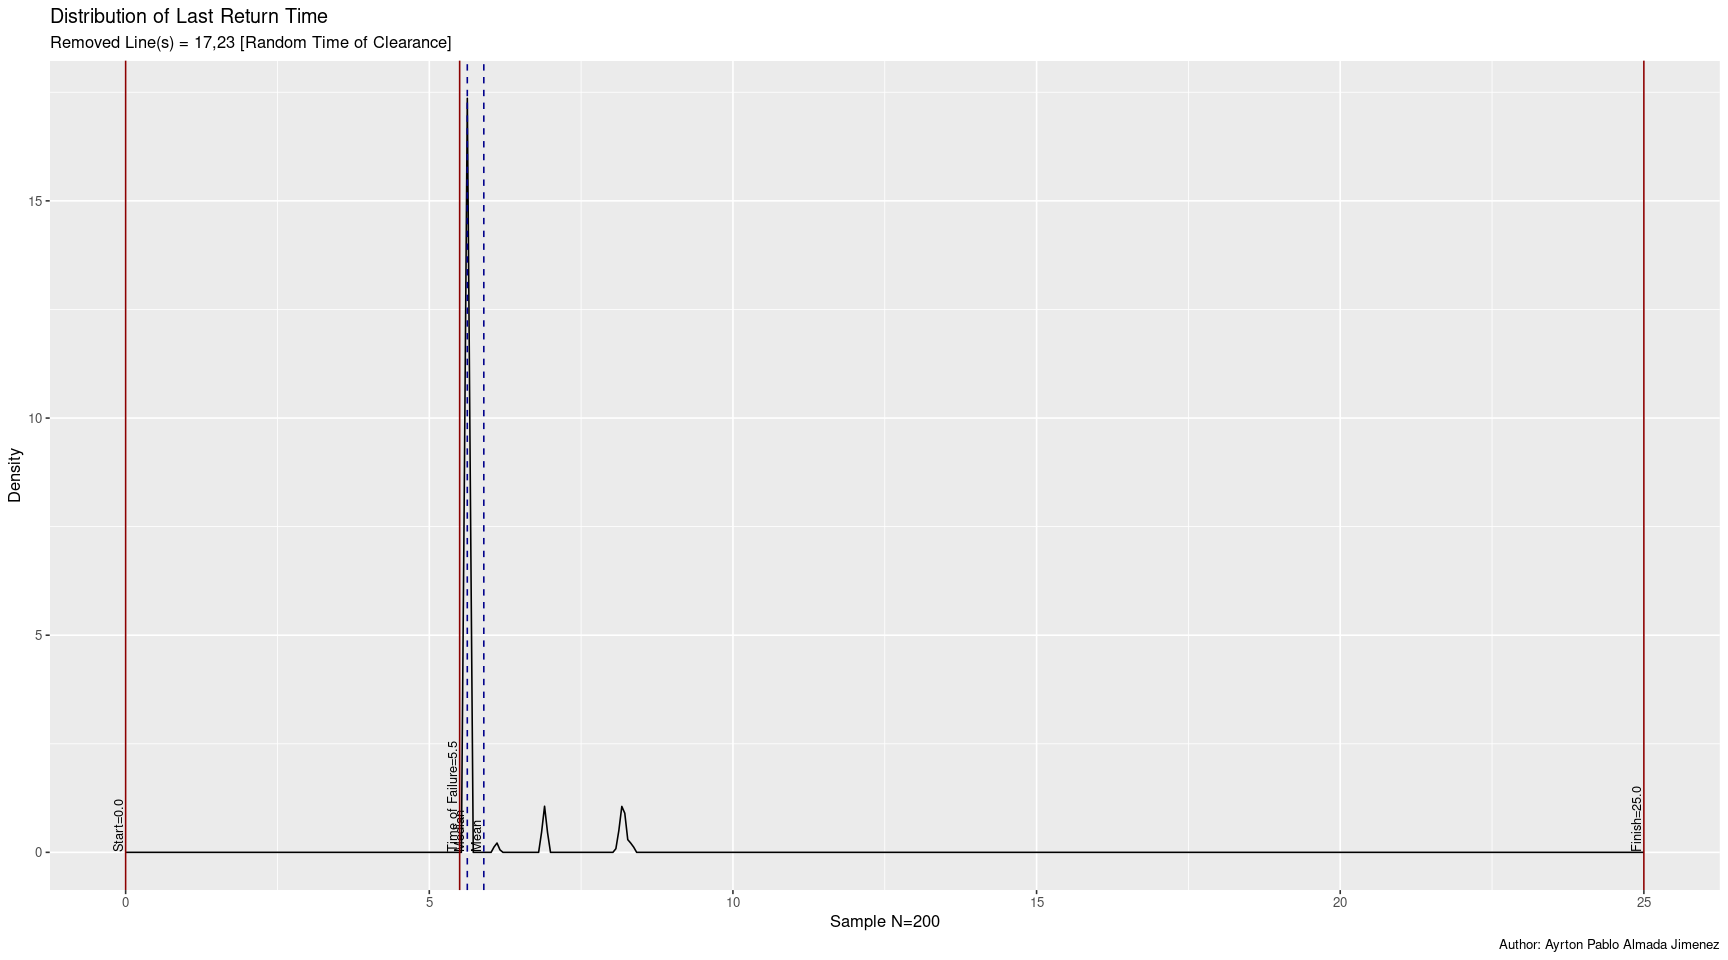 Distribution of Last Return Time
Removed Line(s) = 17,23 [Random Time of Clearance]
Density
15
10
5
0
Start=0.0
Time of Failure=5.5
Median
Mean
Finish=25.0
0
5
10
15
20
25
Sample N=200
Author: Ayrton Pablo Almada Jimenez